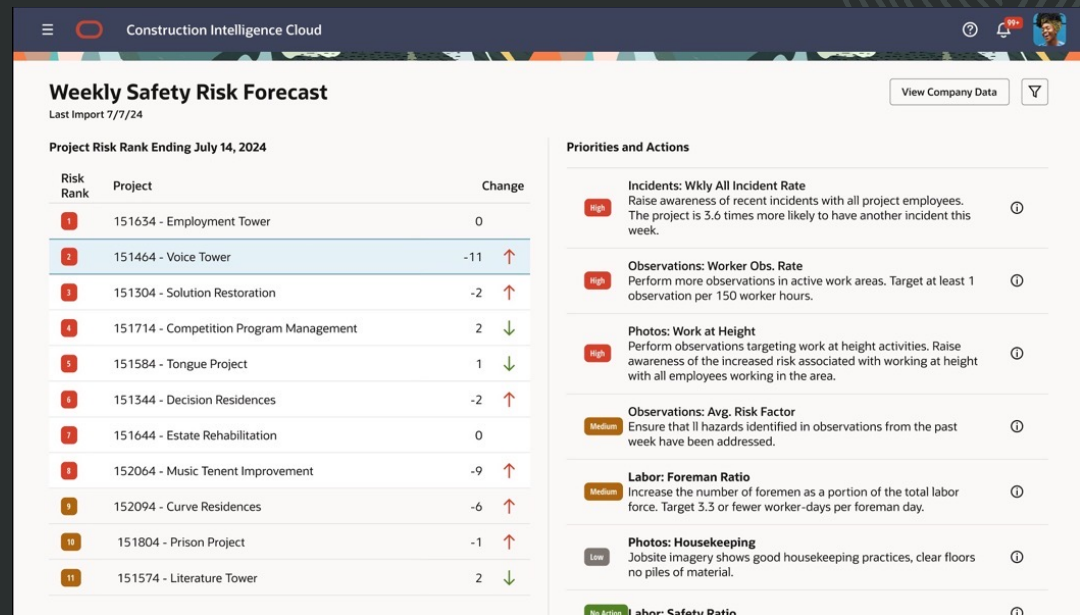 Construction Intelligence Cloud
99+
Weekly Safety Risk Forecast
Last Import 7/7/24
View Company Data
Project Risk Rank Ending July 14, 2024
Risk Rank Project Change
1 151634 - Employment Tower 0
2 151464 - Voice Tower -11
3 151304 - Solution Restoration -2
4 151714 - Competition Program Management 2
5 151584 - Tongue Project 1
6 151344 - Decision Residences -2
7 151644 - Estate Rehabilitation 0
8 152064 - Music Tenent Improvement -9
9 152094 - Curve Residences -6
10 151804 - Prison Project -1
11 151574 - Literature Tower 2
Priorities and Actions
High
Incidents: Wkly All Incident Rate
Raise awareness of recent incidents with all project employees.
The project is 3.6 times more likely to have another incident this
week.
High
Observations: Worker Obs. Rate
Perform more observations in active work areas. Target at least 1
observation per 150 worker hours.
High
Photos: Work at Height
Perform observations targeting work at height activities. Raise
awareness of the increased risk associated with working at height
with all employees working in the area.
Medium
Observations: Avg. Risk Factor
Ensure that ll hazards identified in observations from the past
week have been addressed.
Medium
Labor: Foreman Ratio
Increase the number of foremen as a portion of the total labor
force. Target 3.3 or fewer worker-days per foreman day.
Low
Photos: Housekeeping
Jobsite imagery shows good housekeeping practices, clear floors
no piles of material.
No Action
Labor: Safety Ratio